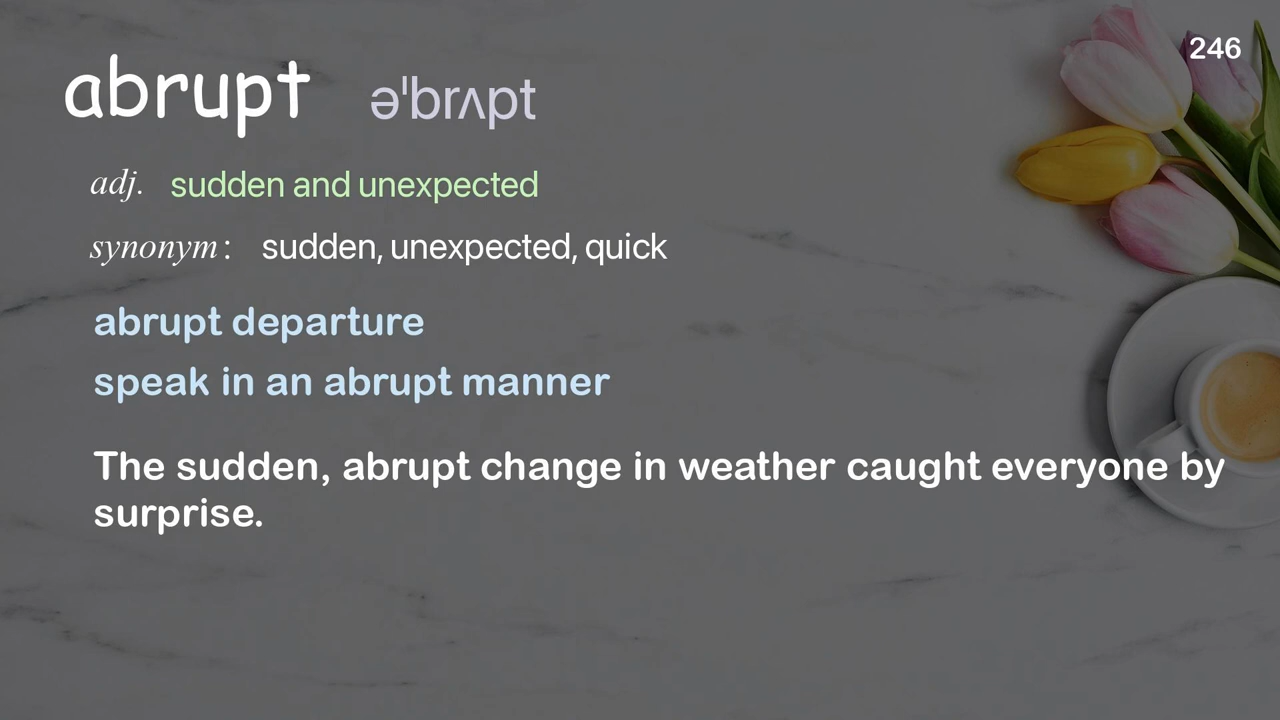 246
abrupt ə'brʌpt
adj. sudden and unexpected
synonym: sudden, unexpected, quick
abrupt departure
speak in an abrupt manner
The sudden, abrupt change in weather caught everyone by
surprise.